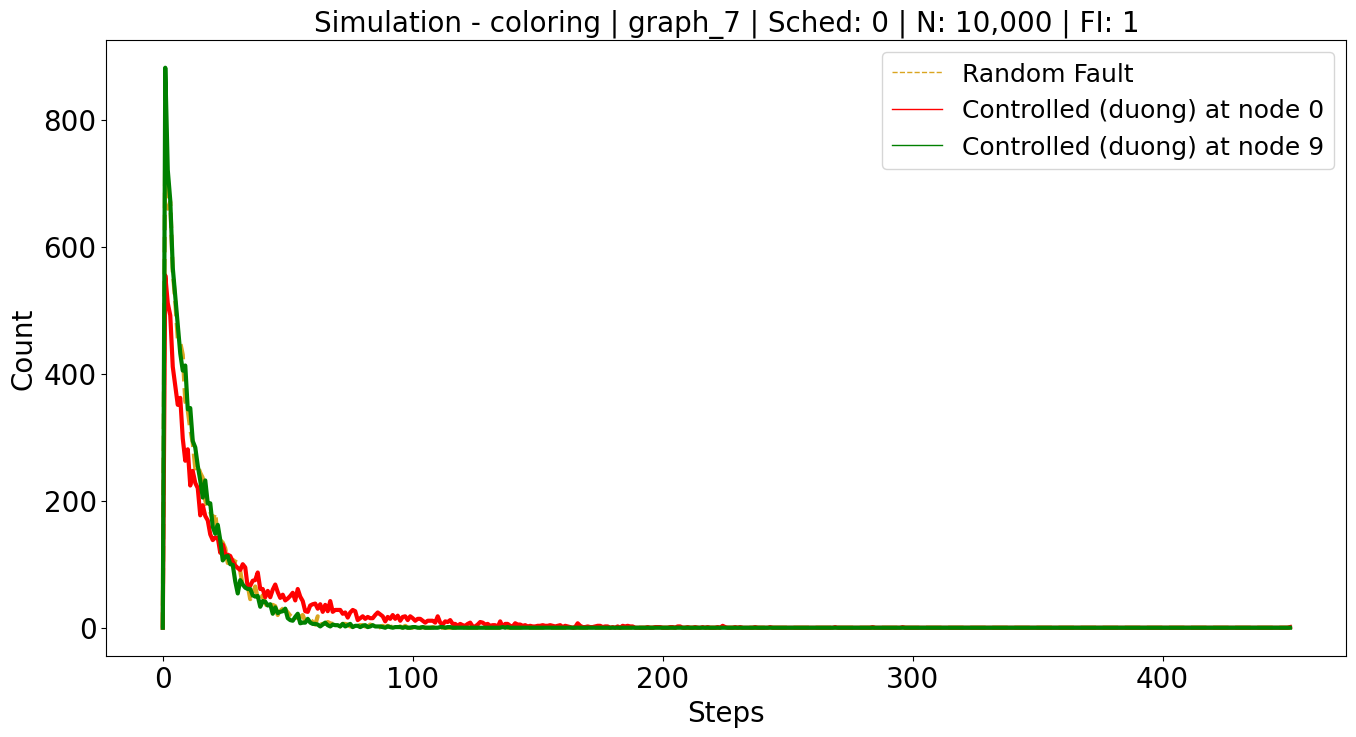 Simulation - coloring | graph_7 | Sched: 0 | N: 10,000 | FI: 1
Random Fault
Controlled (duong) at node 0
Controlled (duong) at node 9
Count
800
600
400
200
0
0 100 200 300 400
Steps